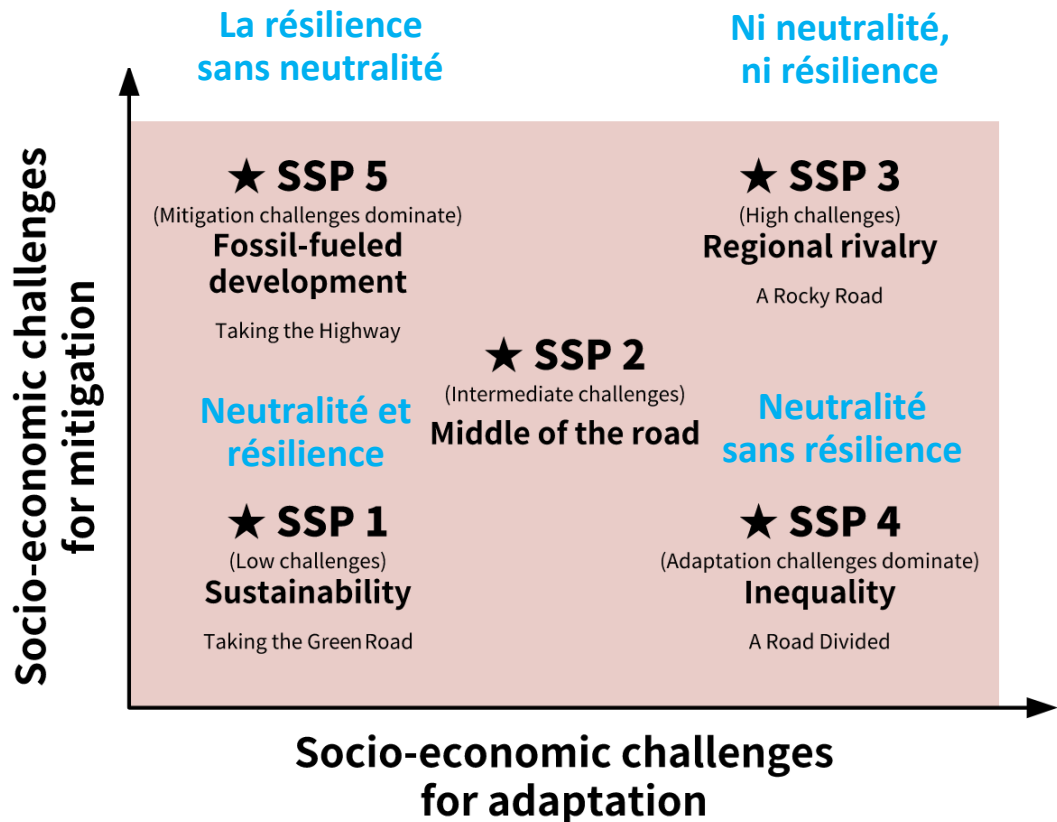 La résilience
sans neutralité
Ni neutralité,
ni résilience
Socio-economic challenges
for mitigation
★ SSP 5
(Mitigation challenges dominate)
Fossil-fueled
development
Taking the Highway
★ SSP 3
(High challenges)
Regional rivalry
A Rocky Road
★ SSP 2
(Intermediate challenges)
Middle of the road
Neutralité et
résilience
★ SSP 1
(Low challenges)
Sustainability
Taking the Green Road
Neutralité
sans résilience
★ SSP 4
(Adaptation challenges dominate)
Inequality
A Road Divided
Socio-economic challenges
for adaptation